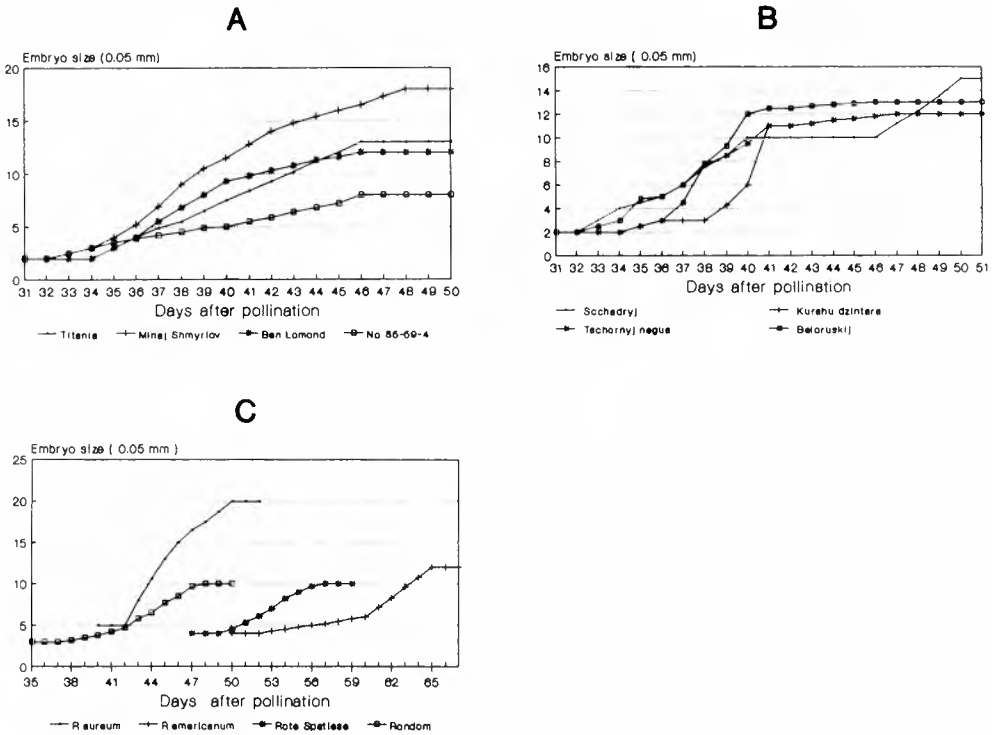 A
Embryo size (0.05 mm)
20
15
10
5
0
31 32 33 34 35 36 37 38 39 40 41 42 43 44 45 46 47 48 49 50
Days after pollination
Titania Minaj Shmyriov Ben Lomond No 86-69-4
B
Embryo size ( 0.05 mm)
16
14
12
10
8
6
4
2
0
31 32 33 34 35 36 37 38 39 40 41 42 43 44 45 46 47 48 49 50 51
Days after pollination
Scchadryj Kurshu dzintars
Tschornyj negus Beloruskij
C
Embryo size ( 0.05 mm )
25
20
15
10
5
0
35 38 41 44 47 50 53 56 59 62 65
Days after pollination
R aureum R americanum Rote Spatlese Rondom